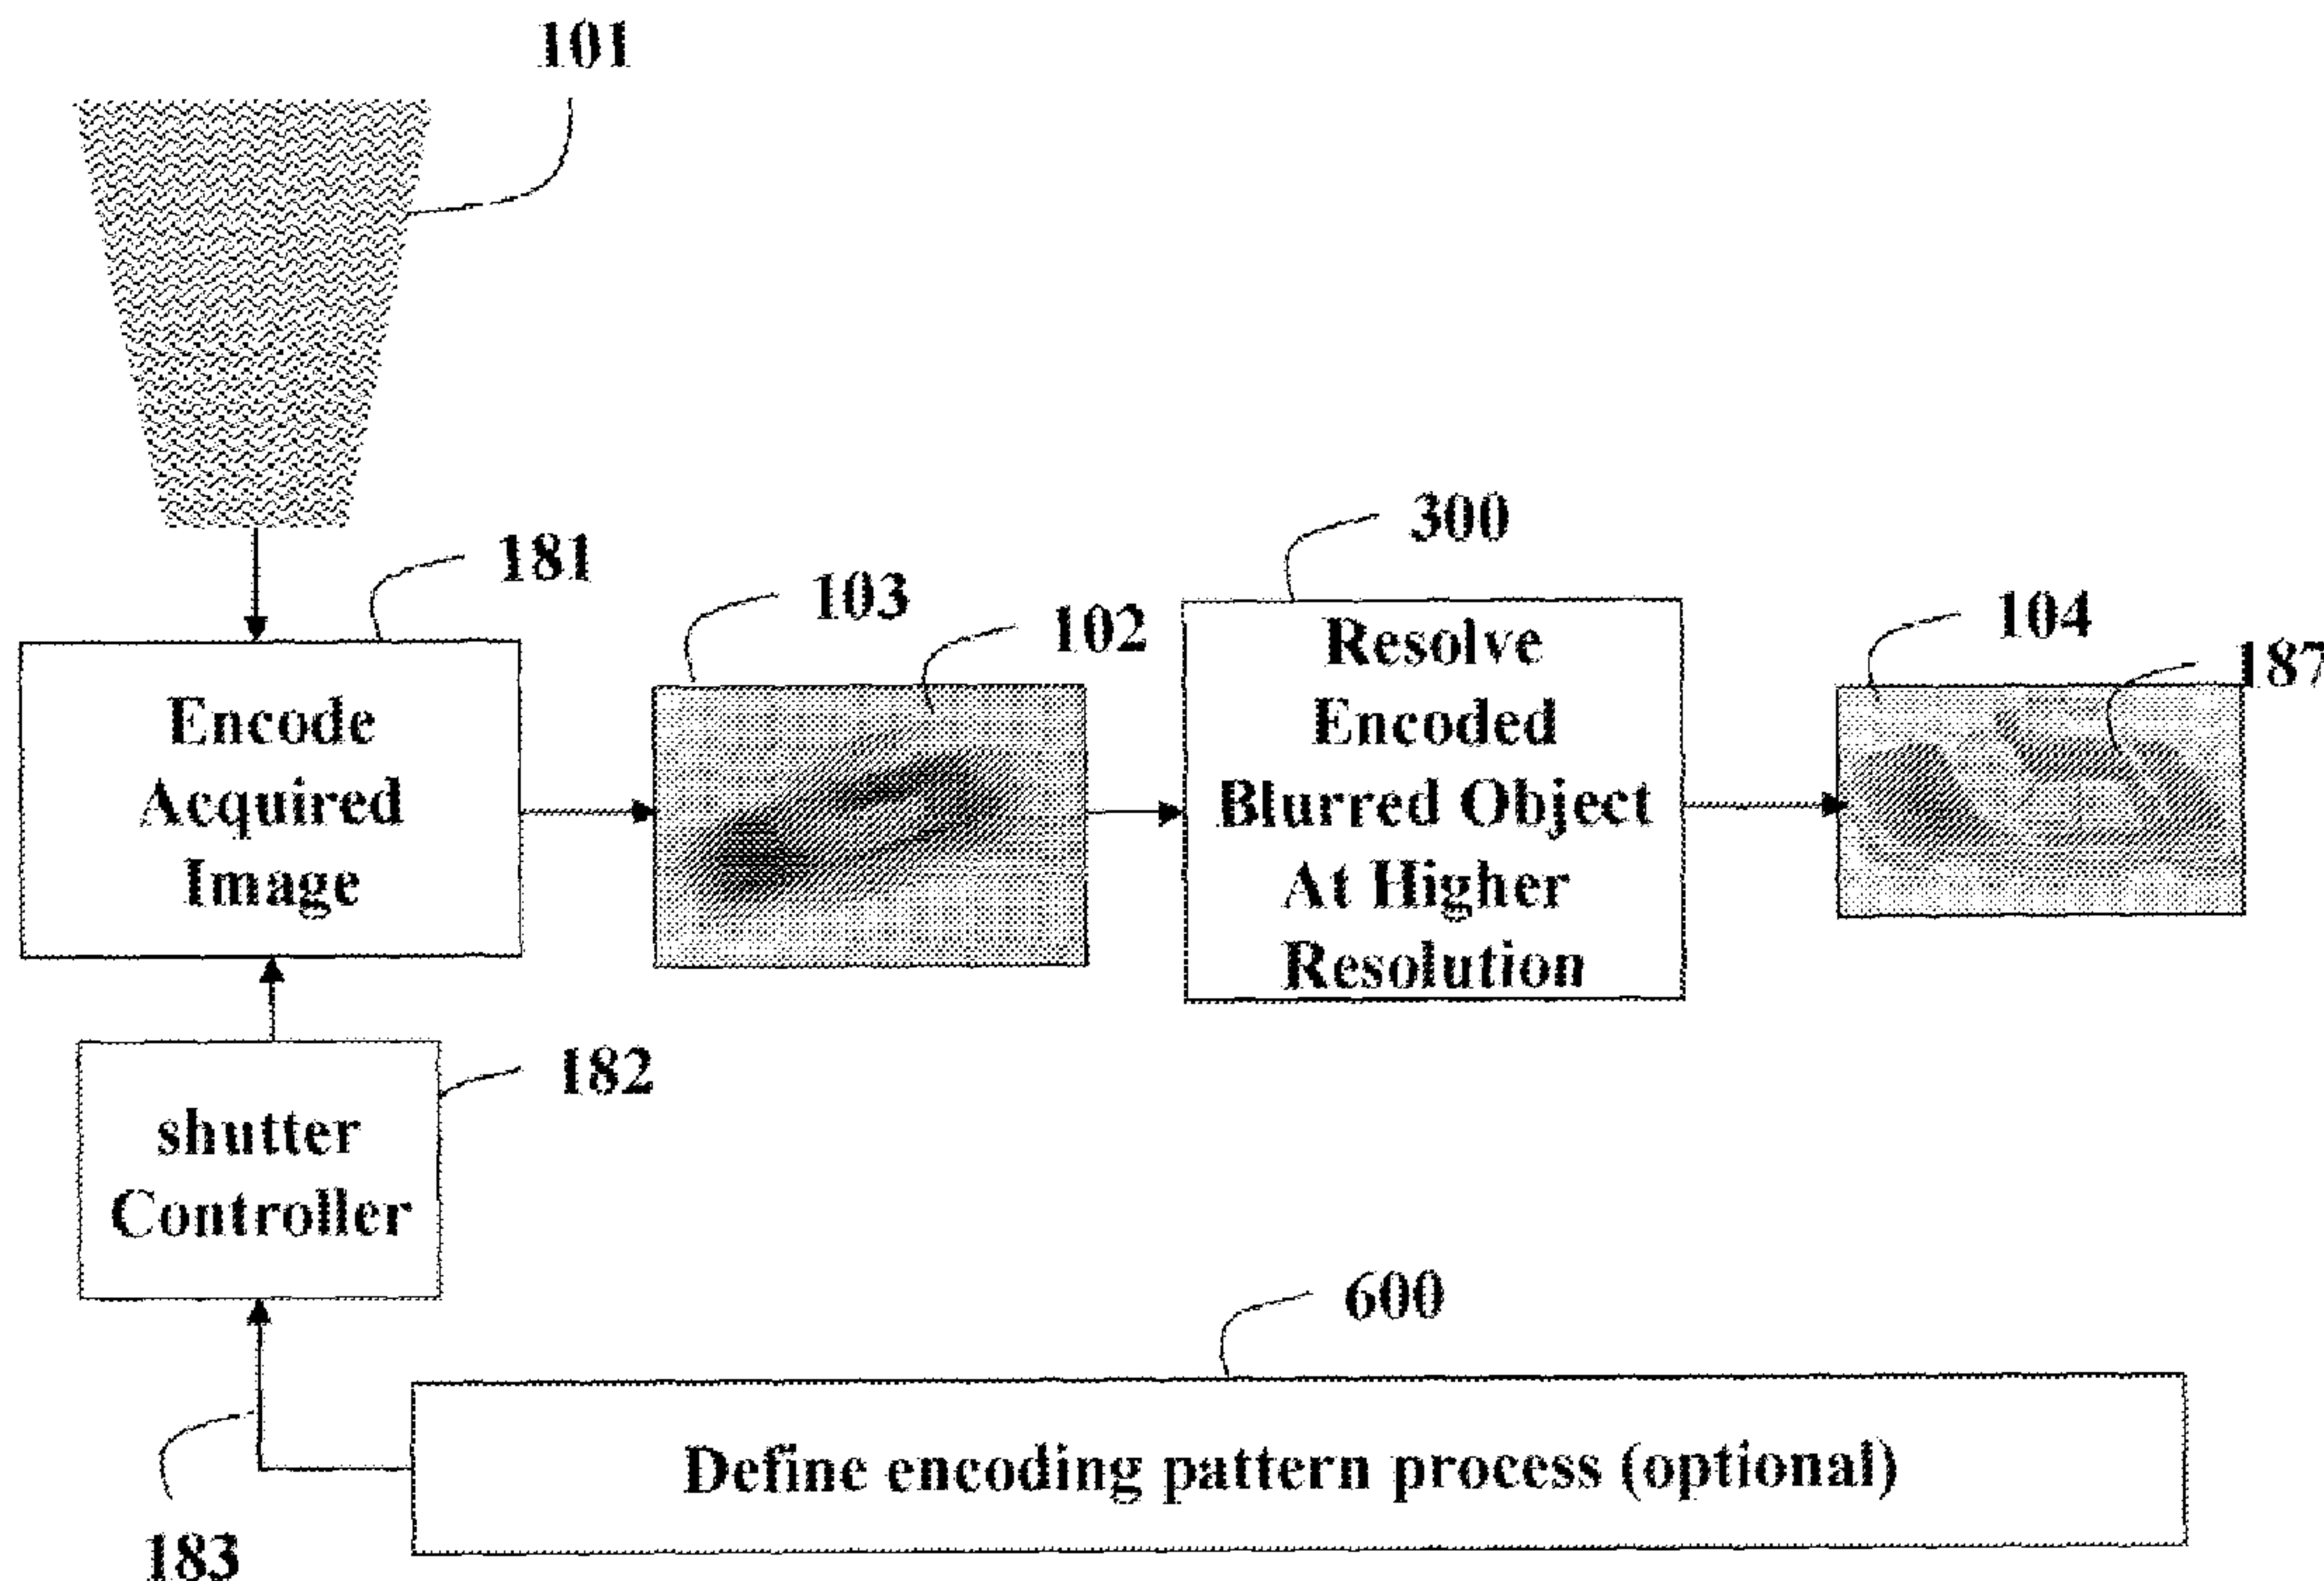 101
181
Encode
Acquired
Image
103
102
300
Resolve
Encoded
Blurred Object
At Higher
Resolution
104
187
182
shutter
Controller
600
Define encoding pattern process (optional)
183